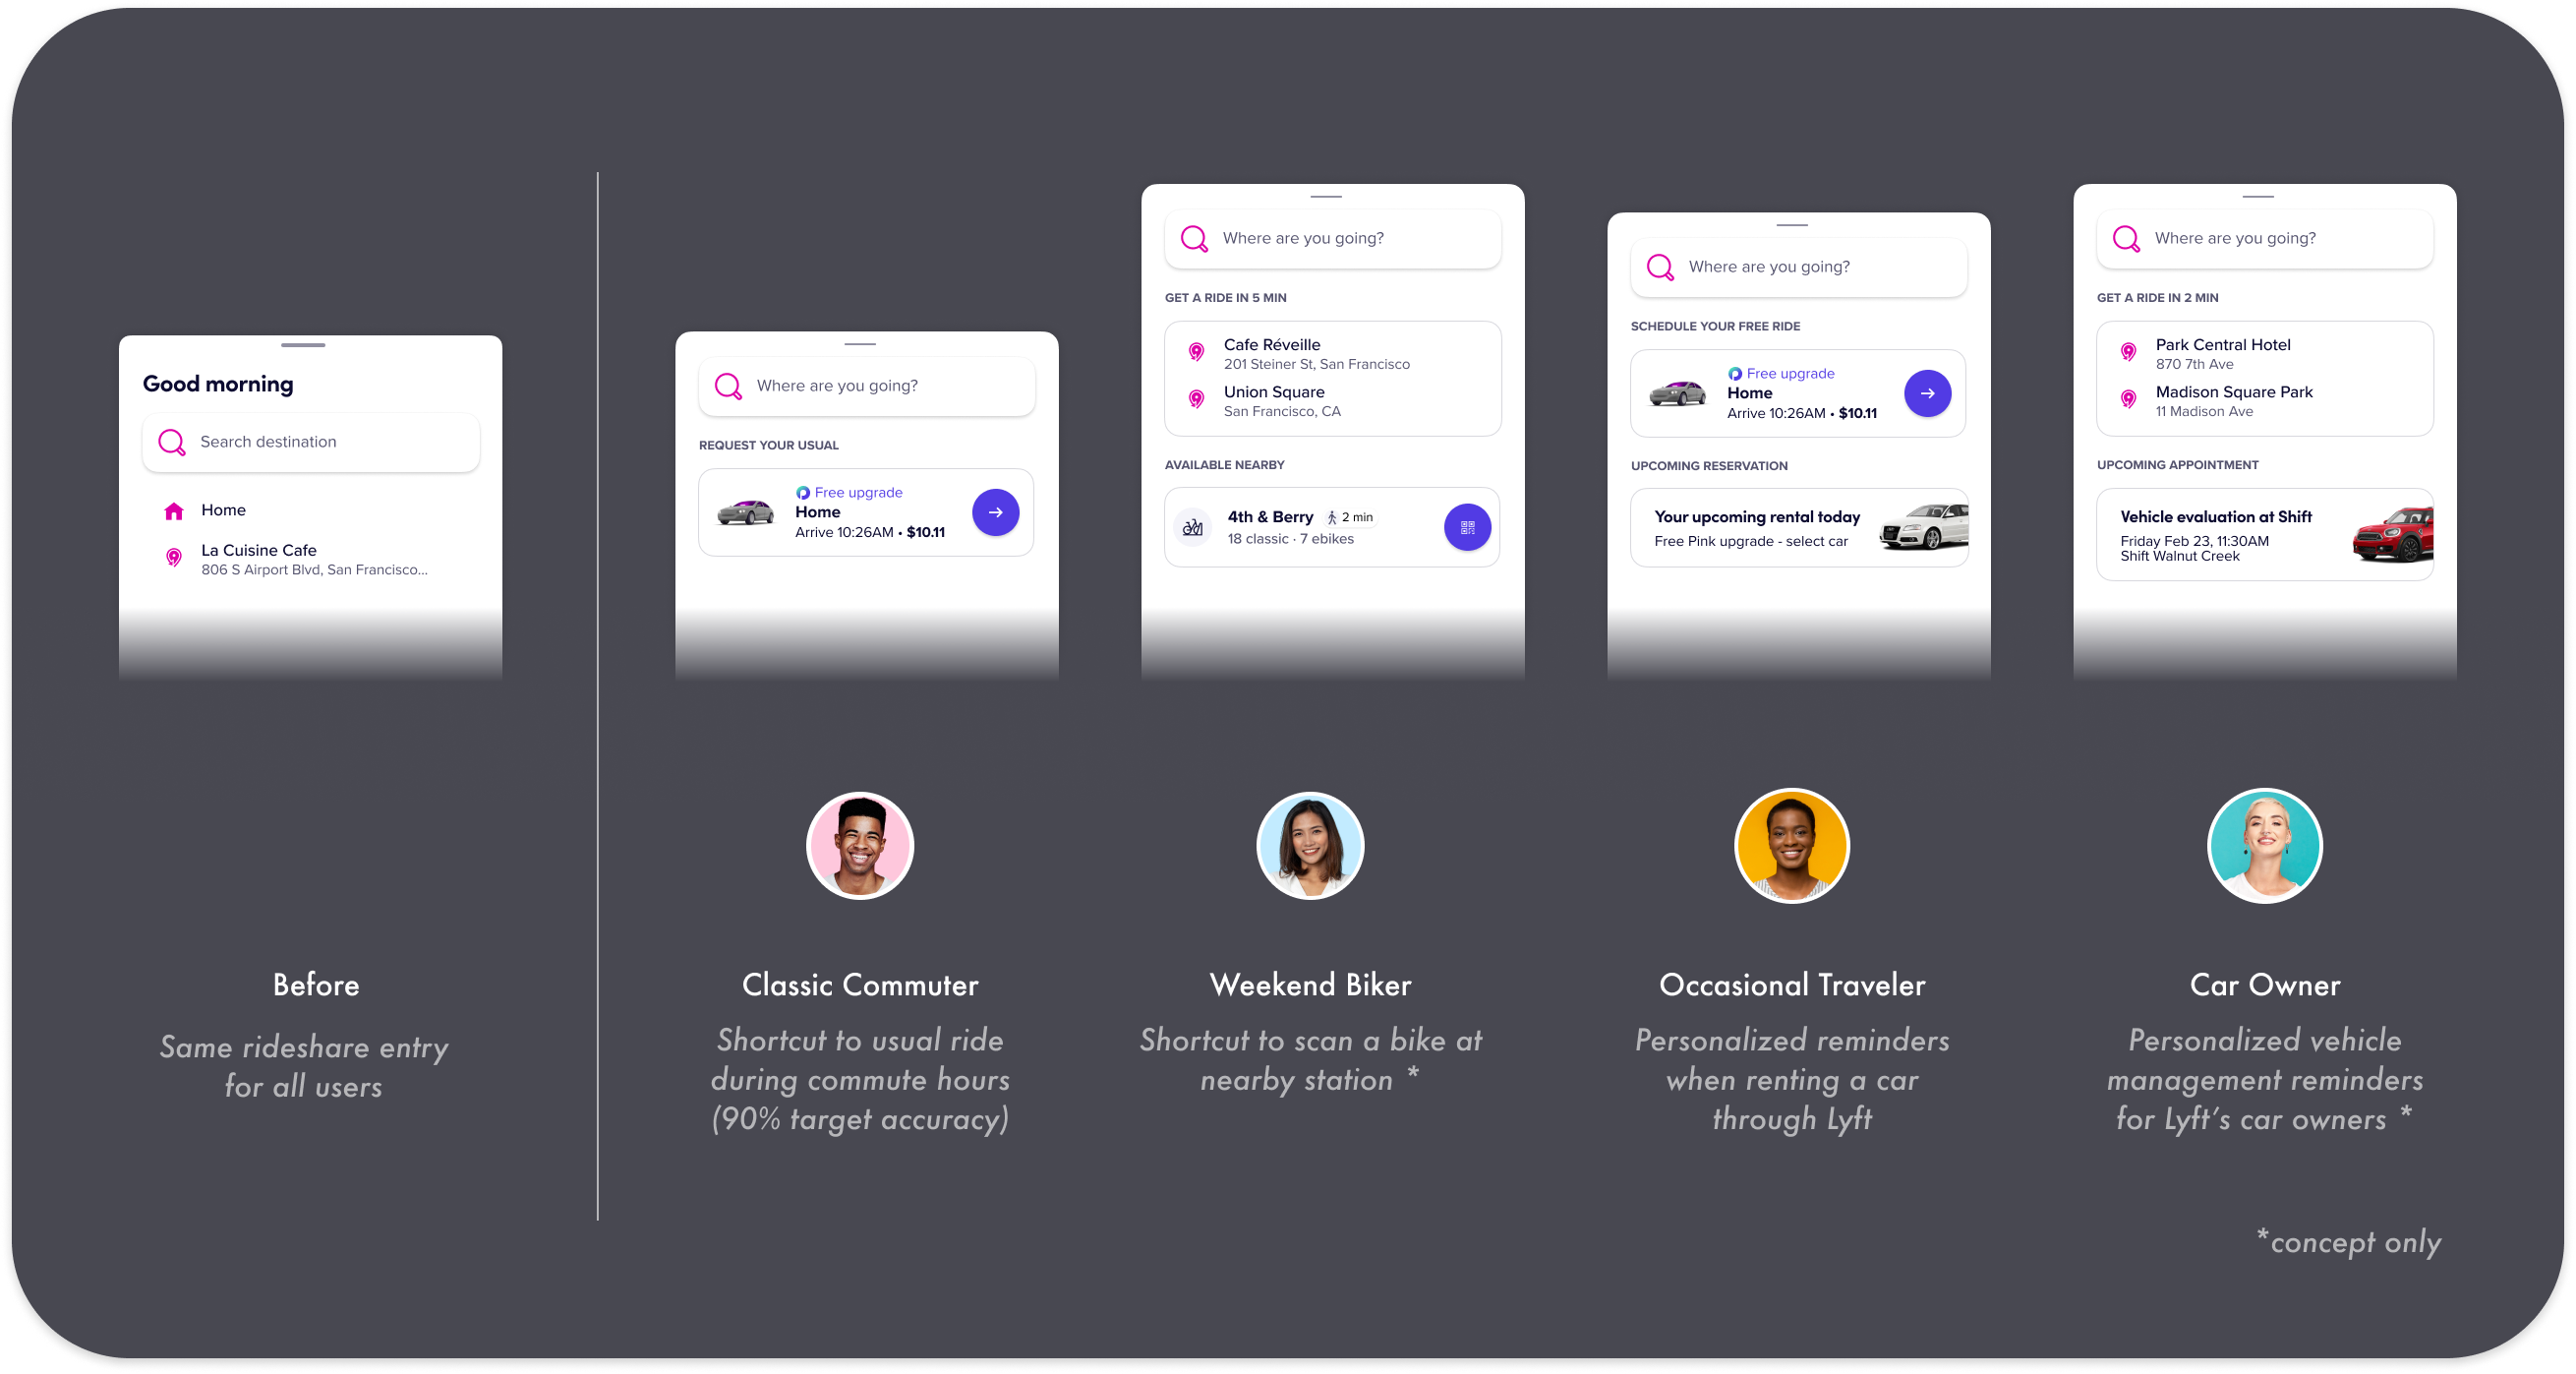 Good morning
Search destination
Home
La Cuisine Cafe
806 S Airport Blvd, San Francisco...
Before
Same rideshare entry
for all users
Where are you going?
REQUEST YOUR USUAL
Free upgrade
Home
Arrive 10:26AM • $10.11
Classic Commuter
Shortcut to usual ride
during commute hours
(90% target accuracy)
Where are you going?
GET A RIDE IN 5 MIN
Cafe Réveille
201 Steiner St, San Francisco
Union Square
San Francisco, CA
AVAILABLE NEARBY
4th & Berry 2 min
18 classic · 7 ebikes
Weekend Biker
Shortcut to scan a bike at
nearby station *
Where are you going?
SCHEDULE YOUR FREE RIDE
Free upgrade
Home
Arrive 10:26AM • $10.11
UPCOMING RESERVATION
Your upcoming rental today
Free Pink upgrade - select car
Occasional Traveler
Personalized reminders
when renting a car
through Lyft
Where are you going?
GET A RIDE IN 2 MIN
Park Central Hotel
870 7th Ave
Madison Square Park
11 Madison Ave
UPCOMING APPOINTMENT
Vehicle evaluation at Shift
Friday Feb 23, 11:30AM
Shift Walnut Creek
Car Owner
Personalized vehicle
management reminders
for Lyft's car owners *
*concept only